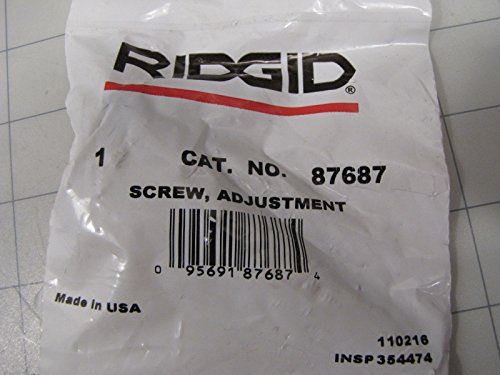 RIDGID®
1 CAT. NO. 87687
SCREW, ADJUSTMENT
0 95691 87687 4
Made in USA
110216
INSP 354474